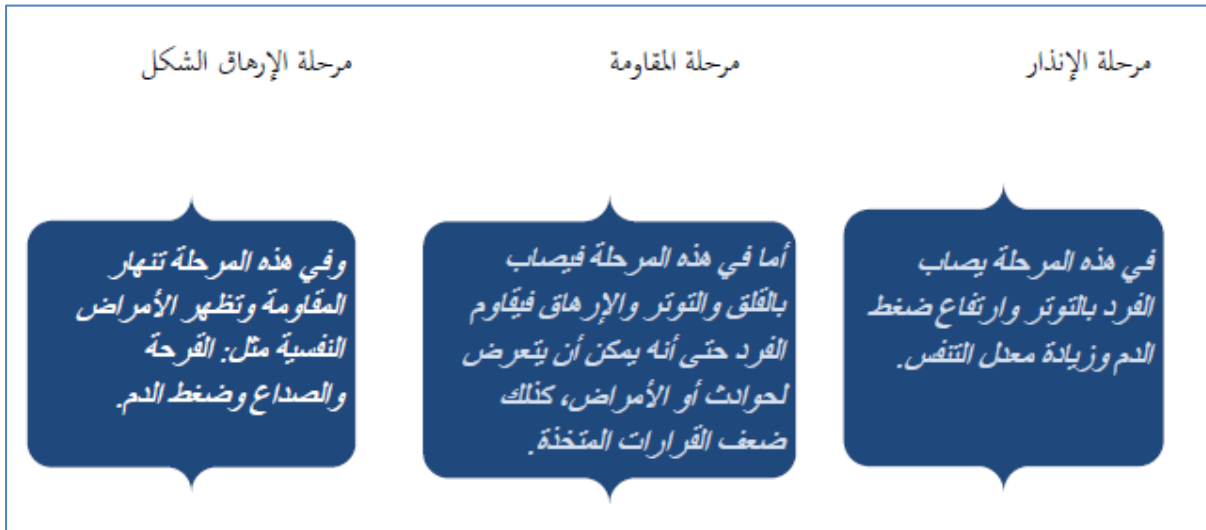 مرحلة الإنذار
مرحلة المقاومة
مرحلة الإرهاق الشكل
في هذه المرحلة يصاب
الفرد بالتوتر وارتفاع ضغط
الدم وزيادة معدل التنفس.
أما في هذه المرحلة فيصاب
بالقلق والتوتر والإرهاق فيقاوم
الفرد حتى أنه يمكن أن يتعرض
لحوادث أو الأمراض، كذلك
ضعف القرارات المتخذة.
وفي هذه المرحلة تنهار
المقاومة وتظهر الأمراض
النفسية مثل: القرحة
والصداع وضغط الدم.